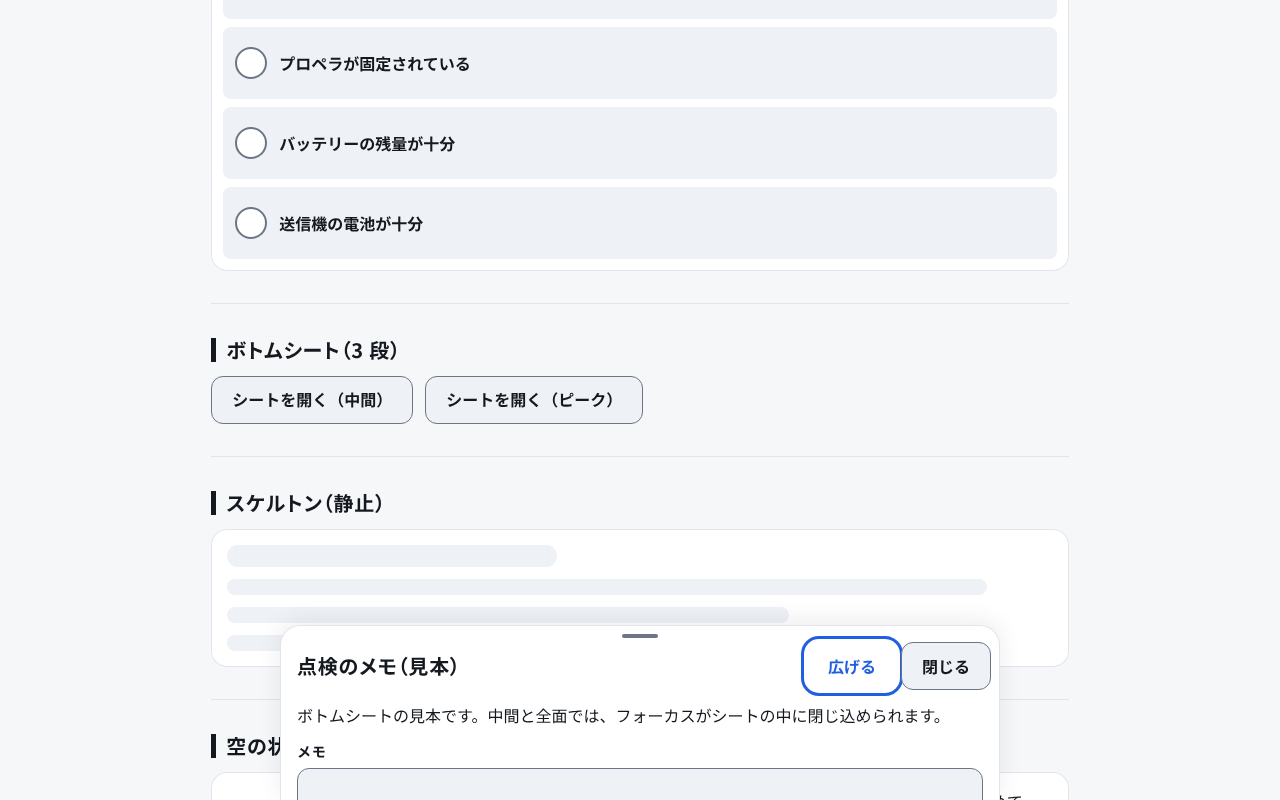 プロペラが固定されている
バッテリーの残量が十分
送信機の電池が十分
ボトムシート（3 段）
シートを開く（中間） シートを開く（ピーク）
スケルトン（静止）
点検のメモ（見本） 広げる 閉じる
ボトムシートの見本です。中間と全面では、フォーカスがシートの中に閉じ込められます。
メモ
空の状